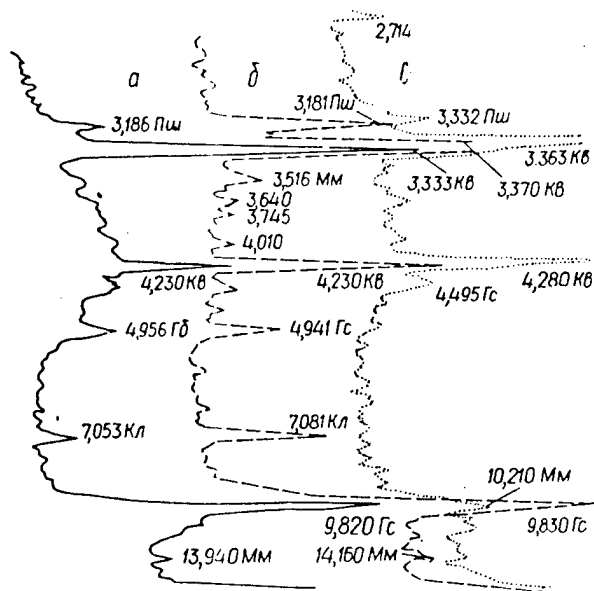 2,714
а
б
с
3,186 Пш
3,181 Пш
3,332 Пш
3.363 Кв
3,333 Кв
3,370 Кв
3,516 Мм
3,640
3,745
4,010
4,230 Кв
4,230 Кв
4,280 Кв
4,495 Гс
4,956 Гб
4,941 Гс
7,053 Кл
7,081 Кл
10,210 Мм
9,820 Гс
9,830 Гс
13,940 Мм
14,160 Мм